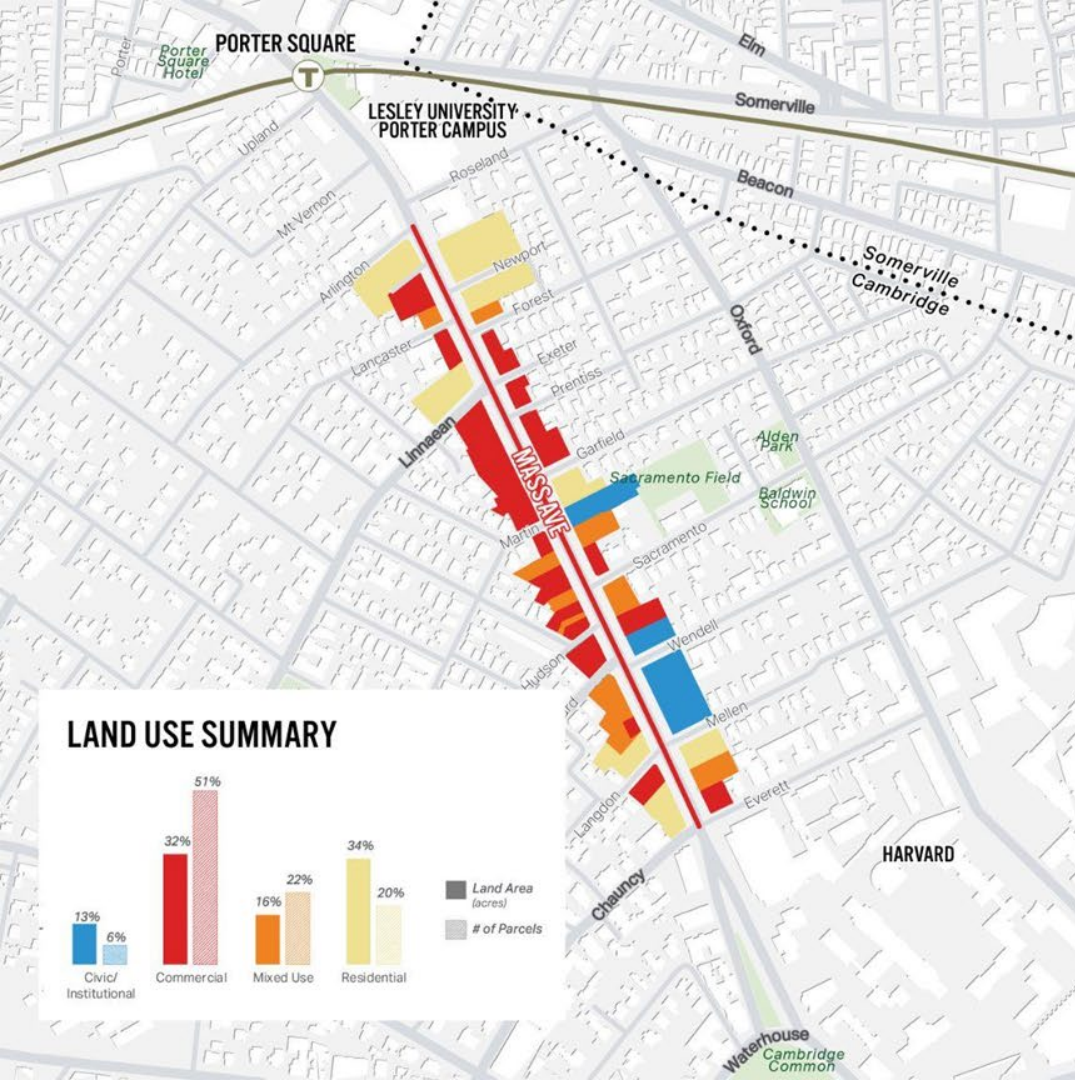 PORTER SQUARE
Porter
Porter
Square
Hotel
T
Elm
LESLEY UNIVERSITY
PORTER CAMPUS
Somerville
Upland
Roseland
Beacon
Mt Vernon
Somerville
Cambridge
Arlington
Newport
Forest
Oxford
Lancaster
Exeter
Prentiss
Linnaean
Garfield
Alden
Park
MASS AVE
Sacramento Field
Baldwin
School
Martin
Sacramento
Wendell
Hudson
rd
Mellen
Langdon
Everett
HARVARD
Chauncy
Waterhouse
Cambridge
Common
LAND USE SUMMARY
51%
32%
34%
22%
16%
20%
13%
6%
Land Area
(acres)
# of Parcels
Civic/
Institutional
Commercial
Mixed Use
Residential